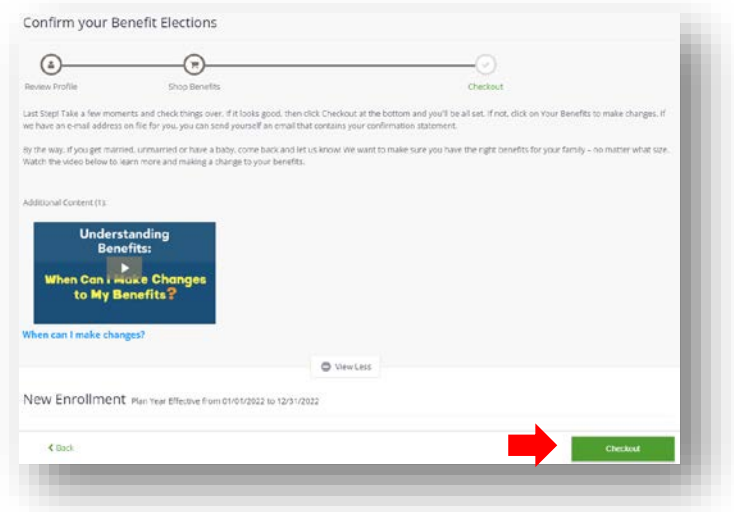 Confirm your Benefit Elections
Review Profile
Shop Benefits
Checkout
Last Step! Take a few moments and check things over. If it looks good, then click Checkout at the bottom and you'll be all set. If not, click on Your Benefits to make changes. If
we have an e-mail address on file for you, you can send yourself an email that contains your confirmation statement.
By the way, if you get married, unmarried or have a baby, come back and let us know! We want to make sure you have the right benefits for your family – no matter what size.
Watch the video below to learn more and making a change to your benefits.
Additional Content (1):
Understanding
Benefits:
When Can I Make Changes
to My Benefits?
When can I make changes?
View Less
New Enrollment Plan Year Effective from 01/01/2022 to 12/31/2022
Back
Checkout